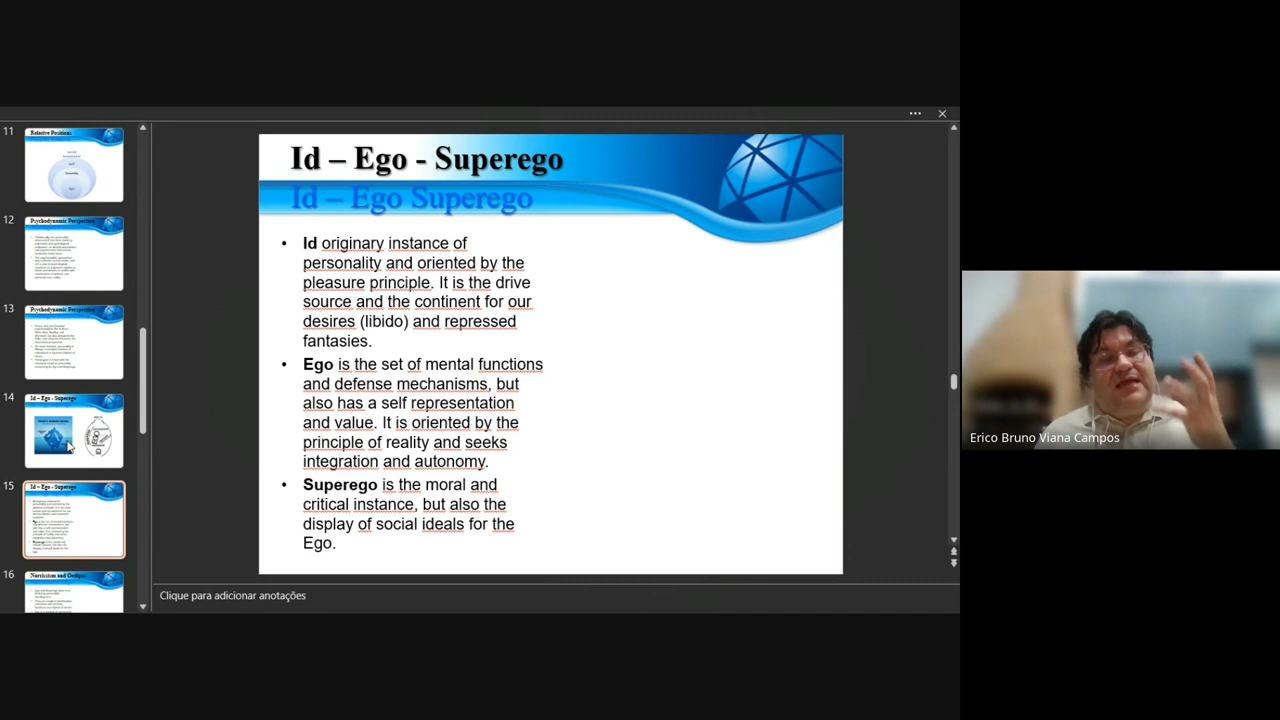 11
Relative Positions
12
Psychodynamic Perspective
13
Psychodynamic Perspective
14
Id – Ego - Superego
15
Id – Ego - Superego
16
Narcissism and Oedipus
Id – Ego - Superego
Id – Ego Superego
• Id originary instance of
personality and oriented by the
pleasure principle. It is the drive
source and the continent for our
desires (libido) and repressed
fantasies.
• Ego is the set of mental functions
and defense mechanisms, but
also has a self representation
and value. It is oriented by the
principle of reality and seeks
integration and autonomy.
• Superego is the moral and
critical instance, but also the
display of social ideals for the
Ego.
Clique para adicionar anotações
Erico Bruno Viana Campos